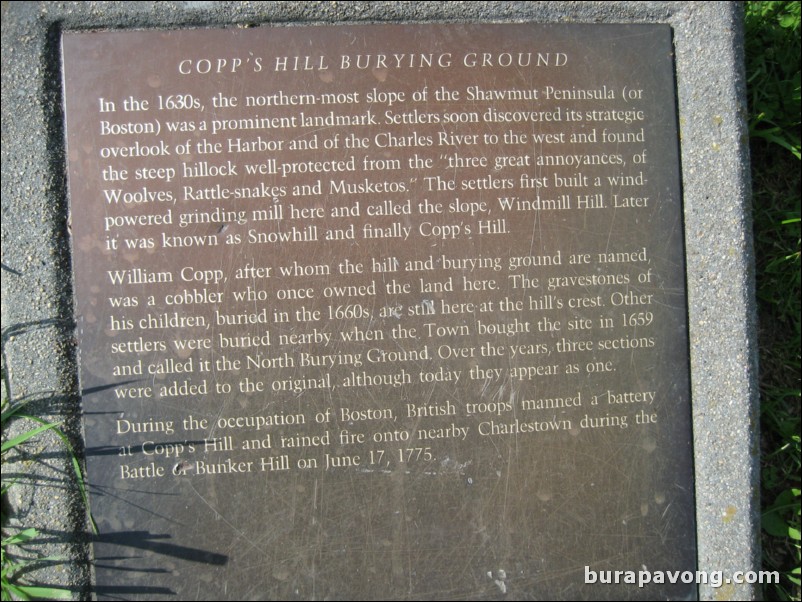 COPP'S HILL BURYING GROUND
In the 1630s, the northern-most slope of the Shawmut Peninsula (or
Boston) was a prominent landmark. Settlers soon discovered its strategic
overlook of the Harbor and of the Charles River to the west and found
the steep hillock well-protected from the "three great annoyances, of
Woolves, Rattle-snakes and Musketos." The settlers first built a wind-
powered grinding mill here and called the slope, Windmill Hill. Later
it was known as Snowhill and finally Copp's Hill.
William Copp, after whom the hill and burying ground are named,
was a cobbler who once owned the land here. The gravestones of
his children, buried in the 1660s, are still here at the hill's crest. Other
settlers were buried nearby when the Town bought the site in 1659
and called it the North Burying Ground. Over the years, three sections
were added to the original, although today they appear as one.
During the occupation of Boston, British troops manned a battery
at Copp's Hill and rained fire onto nearby Charlestown during the
Battle of Bunker Hill on June 17, 1775.
burapavong.com